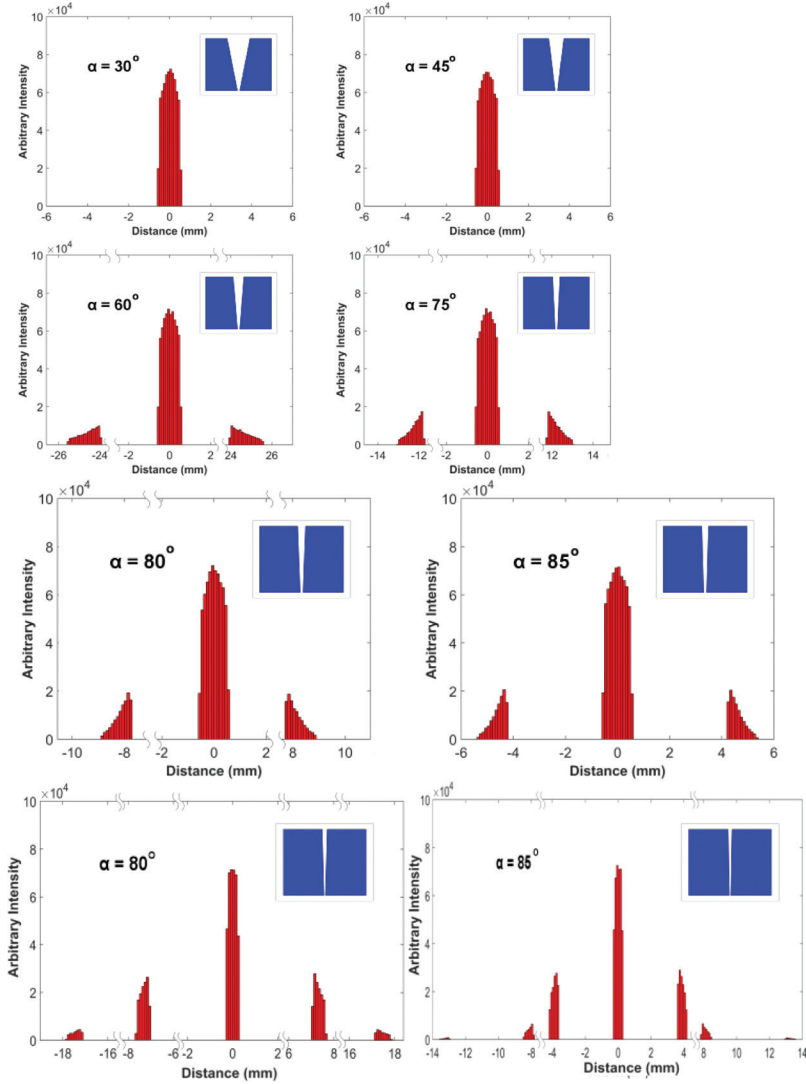 ×10⁴ ×10⁴
10 10
8 8
6 6
4 4
2 2
0 0
Arbitrary Intensity Arbitrary Intensity
α = 30° α = 45°
-6 -4 -2 0 2 4 6 -6 -4 -2 0 2 4 6
Distance (mm) Distance (mm)
×10⁴ ×10⁴
10 10
8 8
6 6
4 4
2 2
0 0
Arbitrary Intensity Arbitrary Intensity
α = 60° α = 75°
-26 -24 -2 0 2 24 26 -14 -12 -2 0 2 12 14
Distance (mm) Distance (mm)
×10⁴ ×10⁴
10 10
8 8
6 6
4 4
2 2
0 0
Arbitrary Intensity Arbitrary Intensity
α = 80° α = 85°
-10 -8 -2 0 2 8 10 -6 -4 -2 0 2 4 6
Distance (mm) Distance (mm)
×10⁴ ×10⁴
10 10
8 8
6 6
4 4
2 2
0 0
Arbitrary Intensity Arbitrary Intensity
α = 80° α = 85°
-18 -16 -8 -6 -2 0 2 6 8 16 18 -14 -12 -10 -8 -4 -2 0 2 4 8 10 12 14
Distance (mm) Distance (mm)